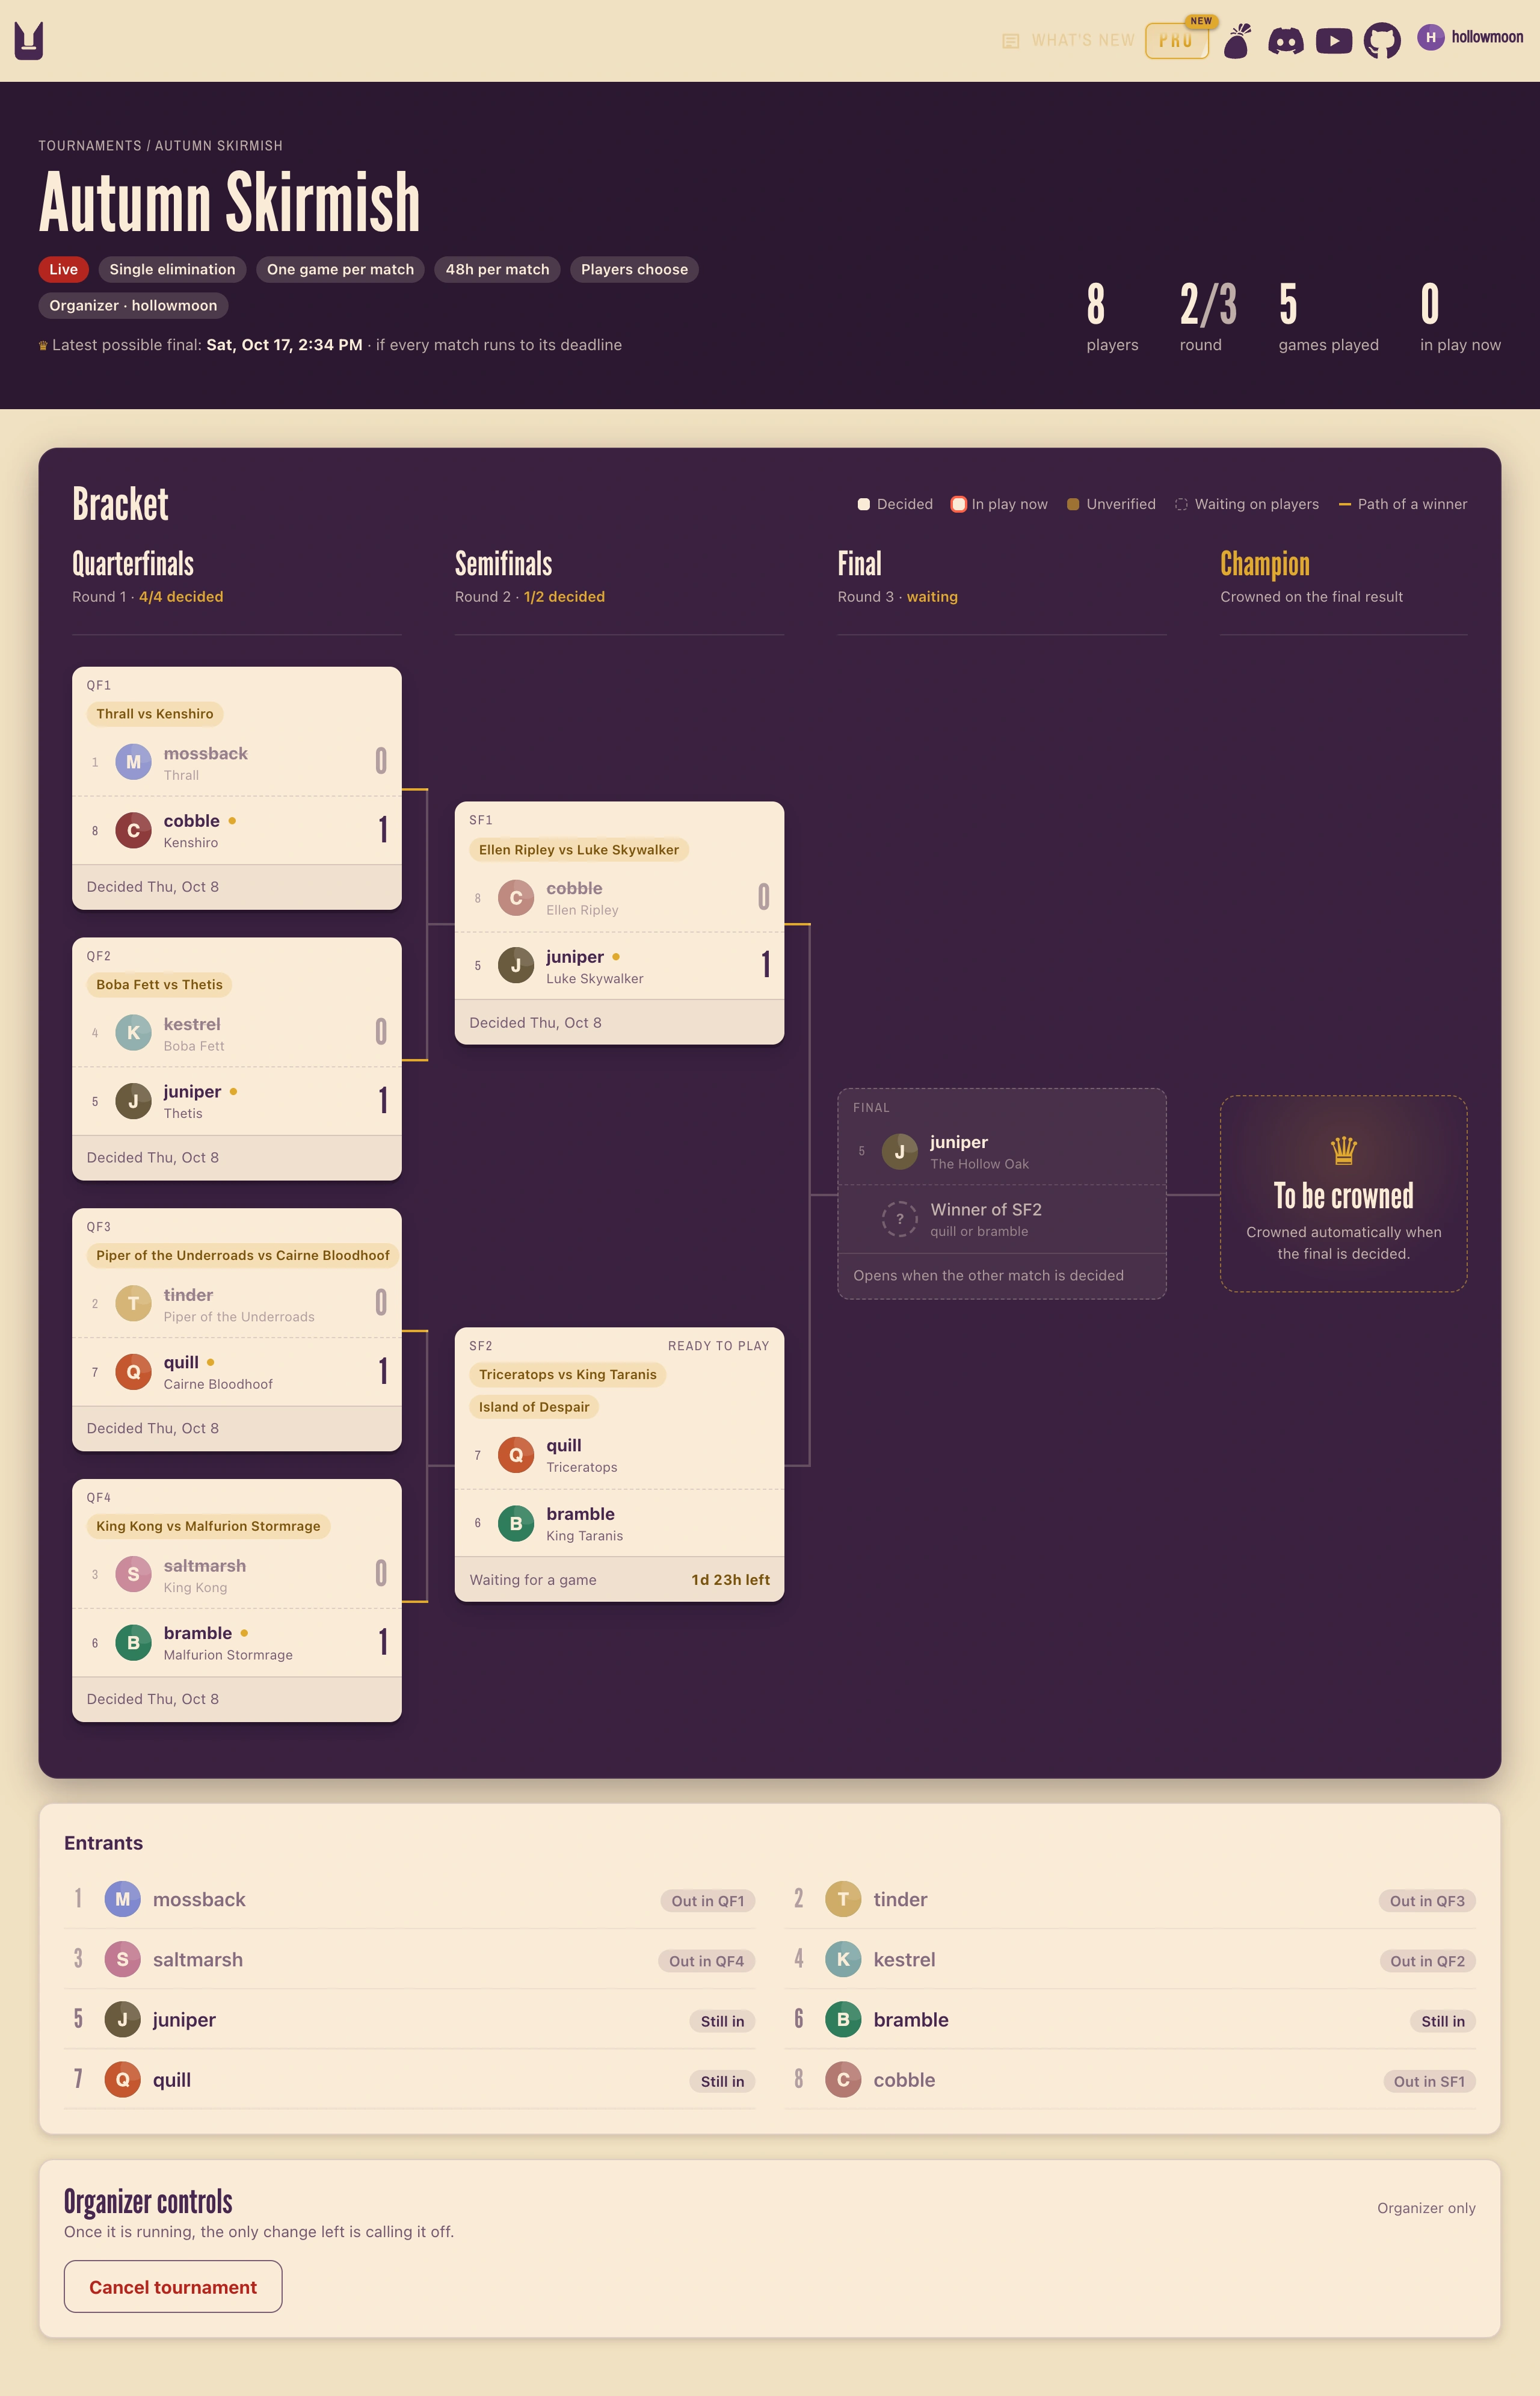 WHAT'S NEW
PRO
NEW
H
hollowmoon
TOURNAMENTS / AUTUMN SKIRMISH
Autumn Skirmish
Live
Single elimination
One game per match
48h per match
Players choose
Organizer · hollowmoon
Latest possible final: Sat, Oct 17, 2:34 PM · if every match runs to its deadline
8
players
2/3
round
5
games played
0
in play now
Bracket
Decided
In play now
Unverified
Waiting on players
Path of a winner
Quarterfinals
Round 1 · 4/4 decided
Semifinals
Round 2 · 1/2 decided
Final
Round 3 · waiting
Champion
Crowned on the final result
QF1
Thrall vs Kenshiro
1 M mossback 0
Thrall
8 C cobble 1
Kenshiro
Decided Thu, Oct 8
QF2
Boba Fett vs Thetis
4 K kestrel 0
Boba Fett
5 J juniper 1
Thetis
Decided Thu, Oct 8
QF3
Piper of the Underroads vs Cairne Bloodhoof
2 T tinder 0
Piper of the Underroads
7 Q quill 1
Cairne Bloodhoof
Decided Thu, Oct 8
QF4
King Kong vs Malfurion Stormrage
3 S saltmarsh 0
King Kong
6 B bramble 1
Malfurion Stormrage
Decided Thu, Oct 8
SF1
Ellen Ripley vs Luke Skywalker
8 C cobble 0
Ellen Ripley
5 J juniper 1
Luke Skywalker
Decided Thu, Oct 8
SF2 READY TO PLAY
Triceratops vs King Taranis
Island of Despair
7 Q quill
Triceratops
6 B bramble
King Taranis
Waiting for a game 1d 23h left
FINAL
5 J juniper
The Hollow Oak
? Winner of SF2
quill or bramble
Opens when the other match is decided
To be crowned
Crowned automatically when
the final is decided.
Entrants
1 M mossback Out in QF1
2 T tinder Out in QF3
3 S saltmarsh Out in QF4
4 K kestrel Out in QF2
5 J juniper Still in
6 B bramble Still in
7 Q quill Still in
8 C cobble Out in SF1
Organizer controls
Organizer only
Once it is running, the only change left is calling it off.
Cancel tournament